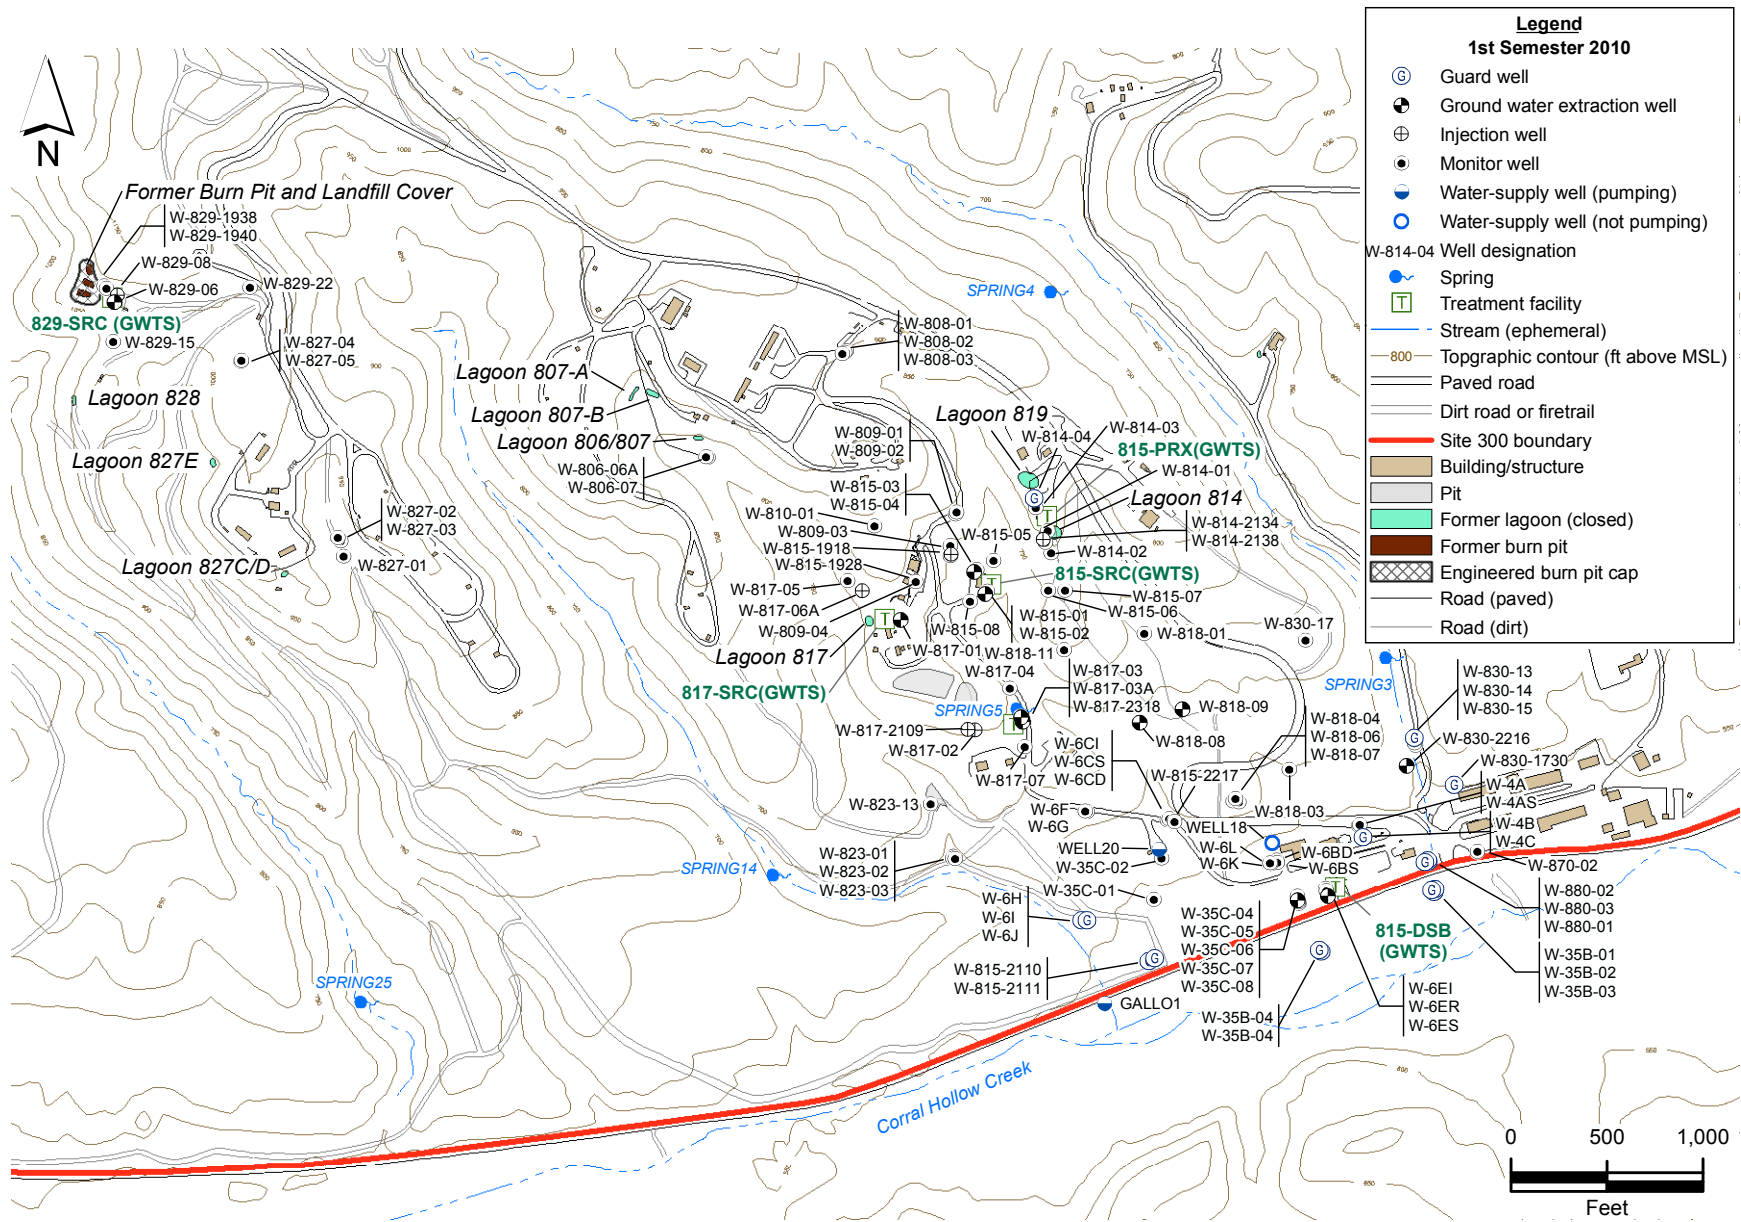 Legend
1st Semester 2010
Guard well
Ground water extraction well
Injection well
Monitor well
Water-supply well (pumping)
Water-supply well (not pumping)
W-814-04 Well designation
Spring
T Treatment facility
Stream (ephemeral)
800 Topgraphic contour (ft above MSL)
Paved road
Dirt road or firetrail
Site 300 boundary
Building/structure
Pit
Former lagoon (closed)
Former burn pit
Engineered burn pit cap
Road (paved)
Road (dirt)
N
Former Burn Pit and Landfill Cover
W-829-1938
W-829-1940
W-829-08
W-829-06
W-829-22
829-SRC (GWTS)
W-829-15
W-827-04
W-827-05
Lagoon 828
Lagoon 827E
W-827-02
W-827-03
W-827-01
Lagoon 827C/D
Lagoon 807-A
Lagoon 807-B
Lagoon 806/807
W-806-06A
W-806-07
W-808-01
W-808-02
W-808-03
SPRING4
W-809-01
W-809-02
W-815-03
W-815-04
W-810-01
W-809-03
W-815-1918
W-815-1928
W-817-05
W-817-06A
W-809-04
Lagoon 817
817-SRC(GWTS)
Lagoon 819
W-814-04
W-814-03
815-PRX(GWTS)
W-814-01
Lagoon 814
W-814-2134
W-814-2138
W-815-05
W-814-02
815-SRC(GWTS)
W-815-07
W-815-06
W-815-01
W-815-02
W-818-11
W-815-08
W-817-01
W-818-01
W-830-17
W-817-04
W-817-03
W-817-03A
W-817-2318
SPRING5
W-818-09
W-818-08
W-817-2109
W-817-02
W-817-07
W-6CI
W-6CS
W-6CD
W-815-2217
W-818-04
W-818-06
W-818-07
W-818-03
SPRING3
W-830-13
W-830-14
W-830-15
W-830-2216
W-830-1730
W-4A
W-4AS
W-4B
W-4C
W-870-02
W-823-13
W-6F
W-6G
WELL18
WELL20
W-6L
W-6K
W-35C-02
W-6BD
W-6BS
W-823-01
W-823-02
W-823-03
SPRING14
W-35C-01
W-6H
W-6I
W-6J
W-35C-04
W-35C-05
W-35C-06
W-35C-07
W-35C-08
815-DSB
(GWTS)
W-880-02
W-880-03
W-880-01
W-35B-01
W-35B-02
W-35B-03
W-815-2110
W-815-2111
GALLO1
W-35B-04
W-35B-04
W-6EI
W-6ER
W-6ES
SPRING25
Corral Hollow Creek
0 500 1,000
Feet